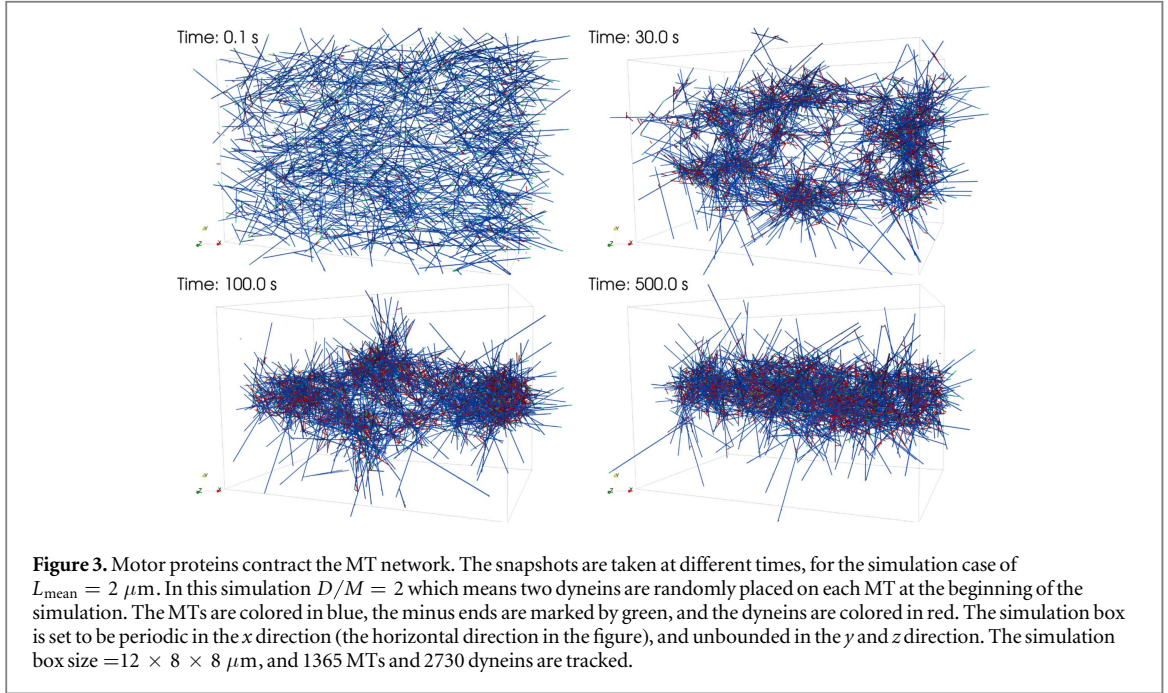 Time: 0.1 s
Time: 30.0 s
Time: 100.0 s
Time: 500.0 s
Figure 3. Motor proteins contract the MT network. The snapshots are taken at different times, for the simulation case of
L_mean = 2 μm. In this simulation D/M = 2 which means two dyneins are randomly placed on each MT at the beginning of the
simulation. The MTs are colored in blue, the minus ends are marked by green, and the dyneins are colored in red. The simulation box
is set to be periodic in the x direction (the horizontal direction in the figure), and unbounded in the y and z direction. The simulation
box size =12 × 8 × 8 μm, and 1365 MTs and 2730 dyneins are tracked.